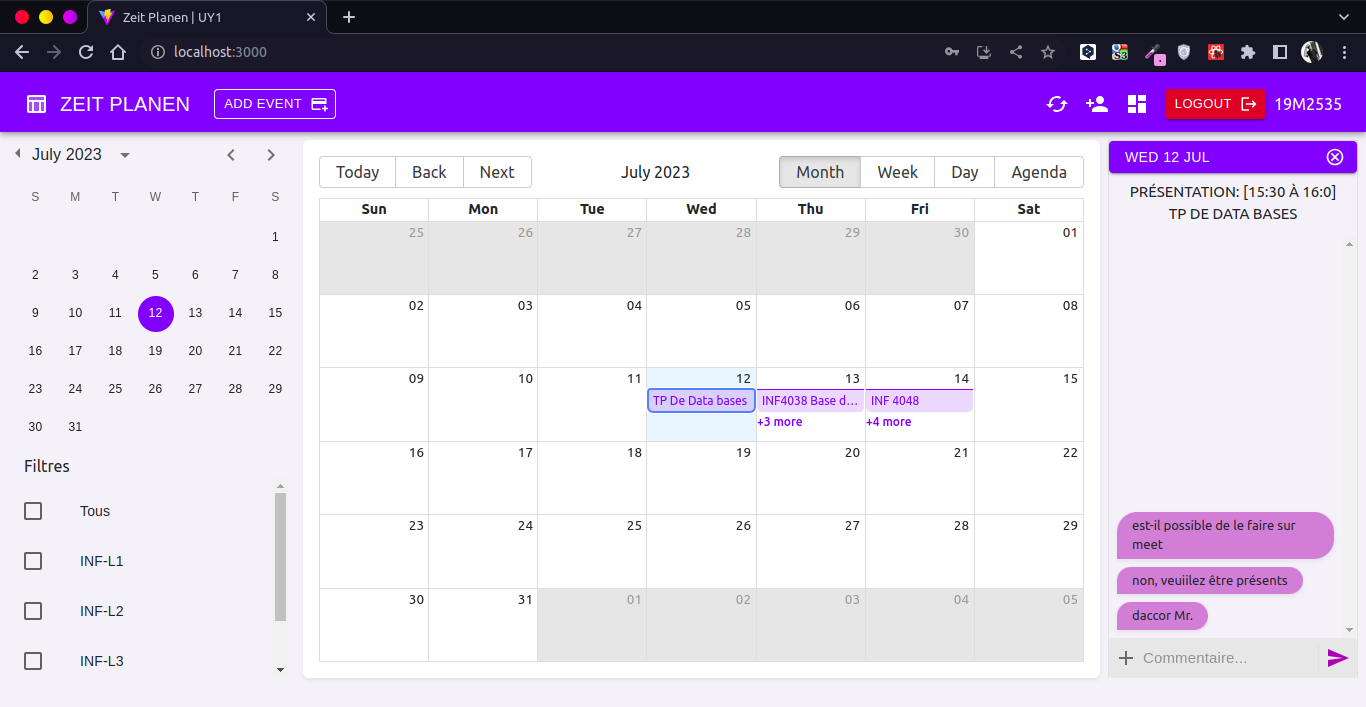 Zeit Planen | UY1
localhost:3000
ZEIT PLANEN
ADD EVENT
LOGOUT
19M2535
July 2023
S M T W T F S
1
2 3 4 5 6 7 8
9 10 11 12 13 14 15
16 17 18 19 20 21 22
23 24 25 26 27 28 29
30 31
Filtres
Tous
INF-L1
INF-L2
INF-L3
Today Back Next
July 2023
Month Week Day Agenda
Sun Mon Tue Wed Thu Fri Sat
25 26 27 28 29 30 01
02 03 04 05 06 07 08
09 10 11 12 13 14 15
TP De Data bases INF4038 Base d... INF 4048
+3 more +4 more
16 17 18 19 20 21 22
23 24 25 26 27 28 29
30 31 01 02 03 04 05
WED 12 JUL
PRÉSENTATION: [15:30 À 16:0]
TP DE DATA BASES
est-il possible de le faire sur
meet
non, veuiilez être présents
daccor Mr.
Commentaire...